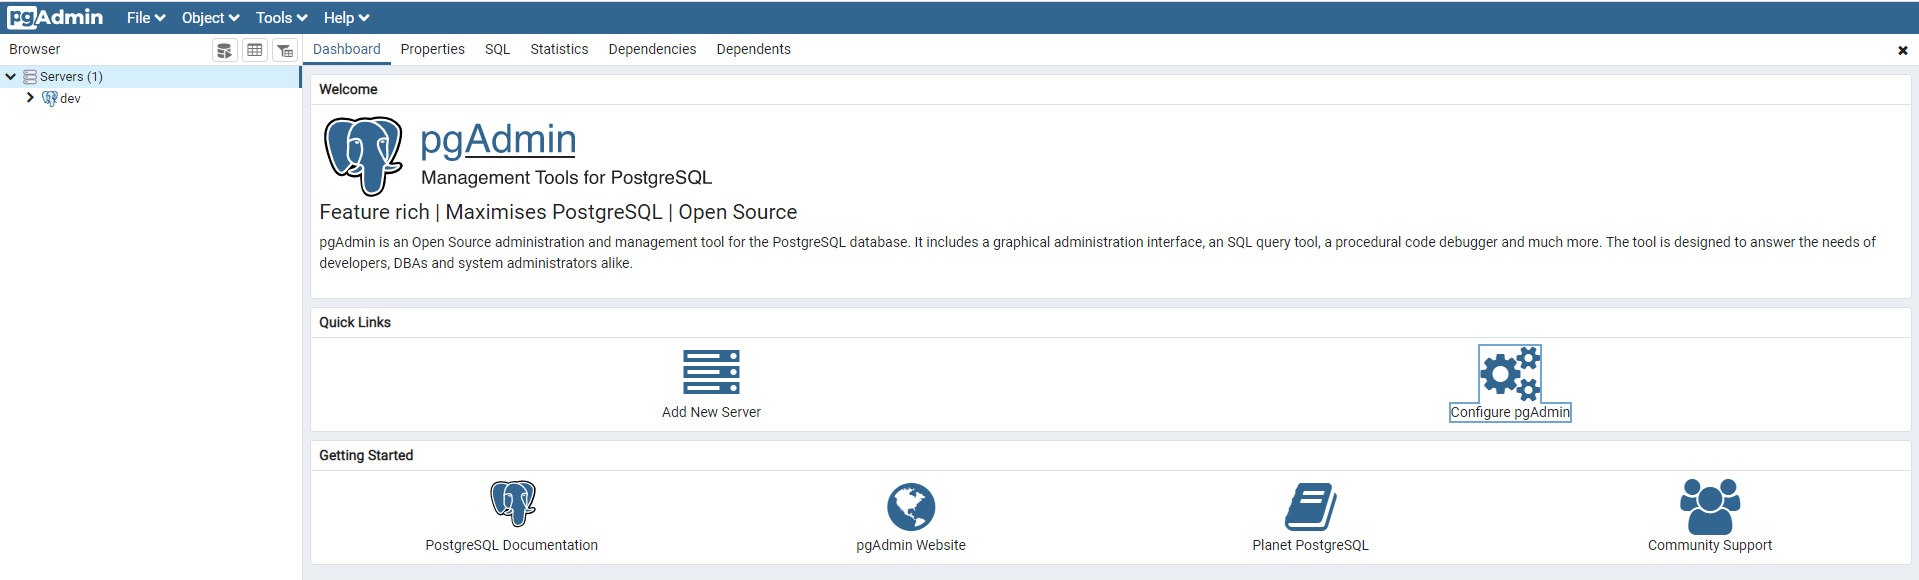 pgAdmin File Object Tools Help
Browser Dashboard Properties SQL Statistics Dependencies Dependents
Servers (1)
dev
Welcome
pgAdmin
Management Tools for PostgreSQL
Feature rich | Maximises PostgreSQL | Open Source
pgAdmin is an Open Source administration and management tool for the PostgreSQL database. It includes a graphical administration interface, an SQL query tool, a procedural code debugger and much more. The tool is designed to answer the needs of
developers, DBAs and system administrators alike.
Quick Links
Add New Server Configure pgAdmin
Getting Started
PostgreSQL Documentation pgAdmin Website Planet PostgreSQL Community Support